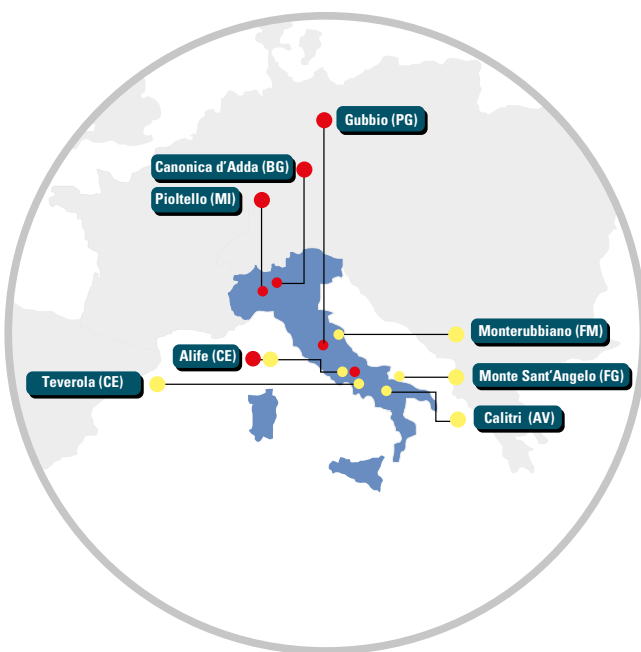 Gubbio (PG)
Canonica d'Adda (BG)
Pioltello (MI)
Monterubbiano (FM)
Alife (CE)
Teverola (CE)
Monte Sant'Angelo (FG)
Calitri (AV)